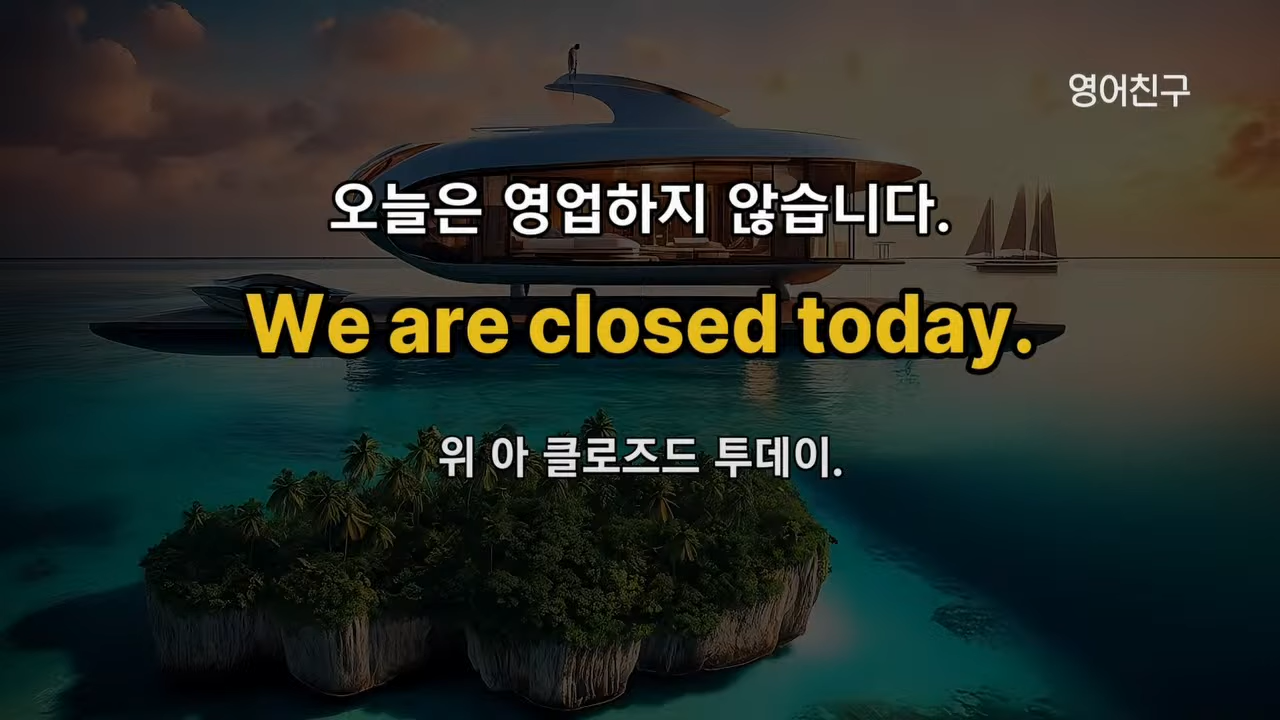 영어친구
오늘은 영업하지 않습니다.
We are closed today.
위 아 클로즈드 투데이.